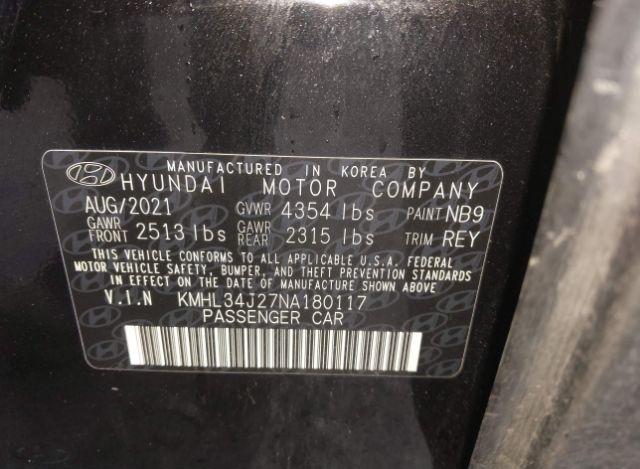 MANUFACTURED IN KOREA BY
HYUNDAI MOTOR COMPANY
AUG/2021 GVWR 4354 lbs PAINT NB9
GAWR FRONT 2513 lbs GAWR REAR 2315 lbs TRIM REY
THIS VEHICLE CONFORMS TO ALL APPLICABLE U.S.A. FEDERAL
MOTOR VEHICLE SAFETY, BUMPER, AND THEFT PREVENTION STANDARDS
IN EFFECT ON THE DATE OF MANUFACTURE SHOWN ABOVE.
V.I.N KMHL34J27NA180117
PASSENGER CAR